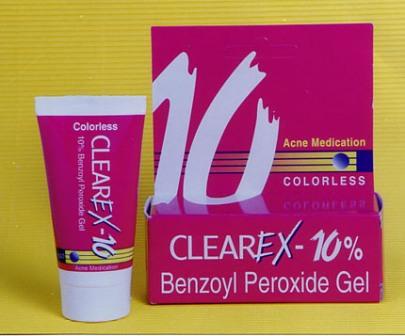 Colorless
CLEAREX-10
10% Benzoyl Peroxide Gel
Acne Medication
10
Acne Medication
COLORLESS
CLEAREX-10%
Benzoyl Peroxide Gel